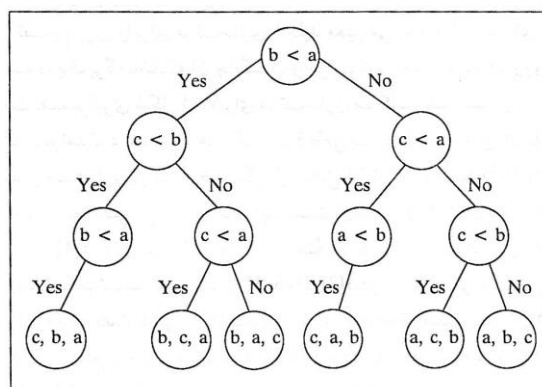 b < a
Yes No
c < b c < a
Yes No Yes No
b < a c < a a < b c < b
Yes Yes No Yes Yes No
c, b, a b, c, a b, a, c c, a, b a, c, b a, b, c